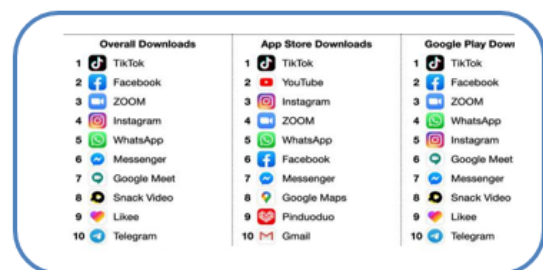 Overall Downloads
1 TikTok
2 Facebook
3 ZOOM
4 Instagram
5 WhatsApp
6 Messenger
7 Google Meet
8 Snack Video
9 Likee
10 Telegram
App Store Downloads
1 TikTok
2 YouTube
3 Instagram
4 ZOOM
5 WhatsApp
6 Facebook
7 Messenger
8 Google Maps
9 Pinduoduo
10 Gmail
Google Play
1 TikTok
2 Facebook
3 ZOOM
4 WhatsApp
5 Instagram
6 Google Meet
7 Messenger
8 Snack Video
9 Likee
10 Telegram